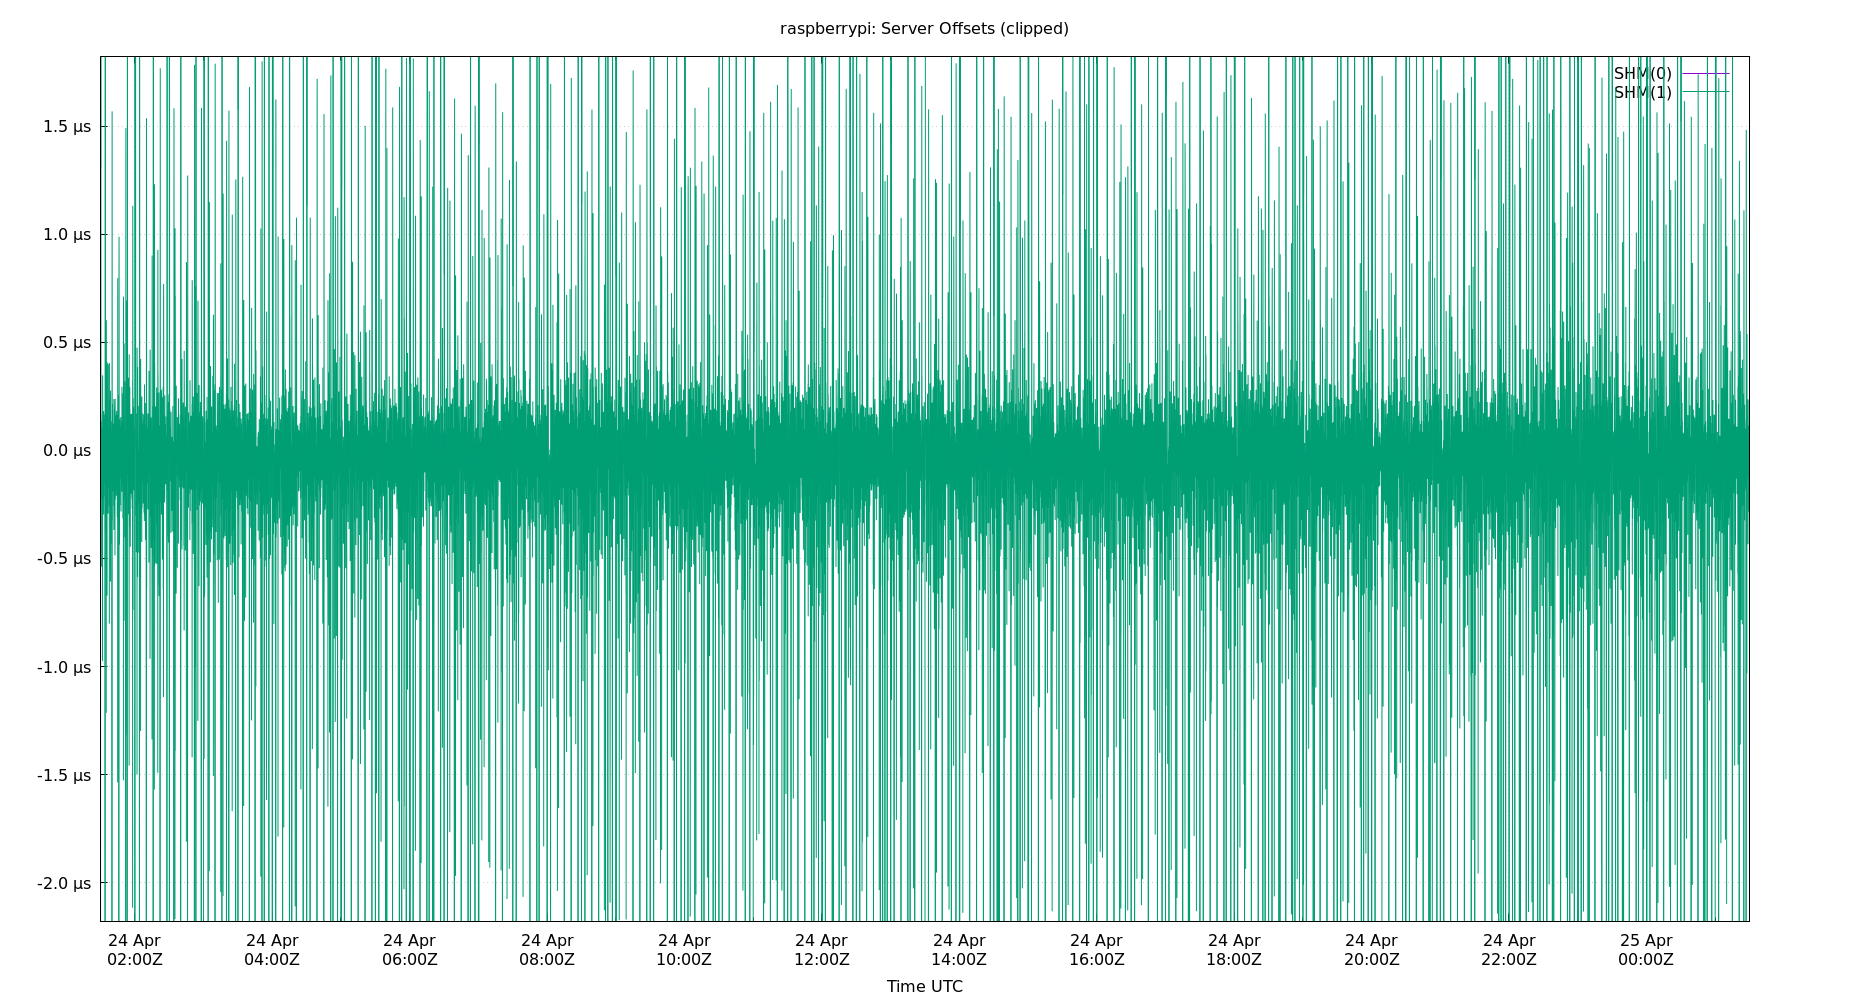 raspberrypi: Server Offsets (clipped)
SHM(0)
SHM(1)
1.5 μs
1.0 μs
0.5 μs
0.0 μs
-0.5 μs
-1.0 μs
-1.5 μs
-2.0 μs
24 Apr 24 Apr 24 Apr 24 Apr 24 Apr 24 Apr 24 Apr 24 Apr 24 Apr 24 Apr 24 Apr 25 Apr
02:00Z 04:00Z 06:00Z 08:00Z 10:00Z 12:00Z 14:00Z 16:00Z 18:00Z 20:00Z 22:00Z 00:00Z
Time UTC